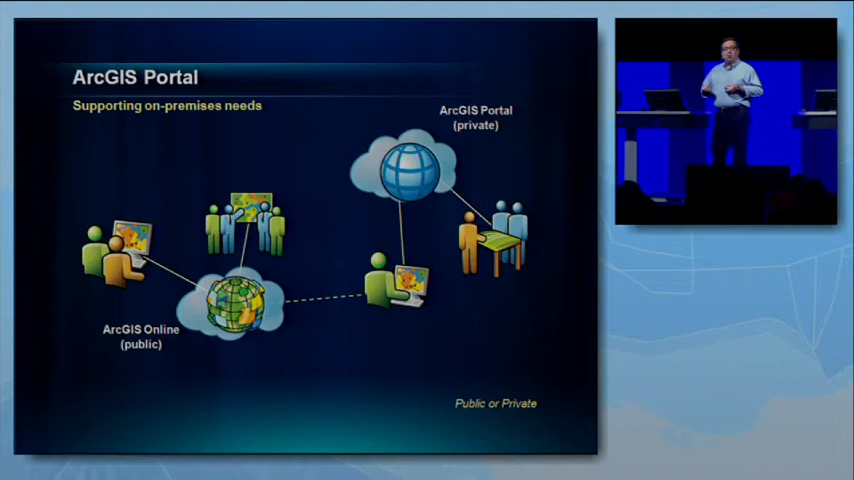 ArcGIS Portal
Supporting on-premises needs
ArcGIS Portal
(private)
ArcGIS Online
(public)
Public or Private